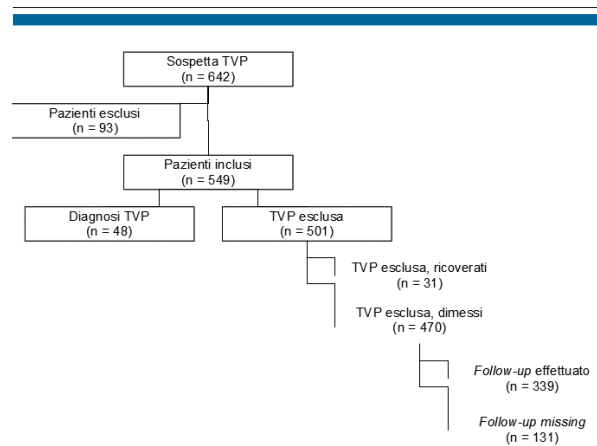 Sospetta TVP
(n = 642)
Pazienti esclusi
(n = 93)
Pazienti inclusi
(n = 549)
Diagnosi TVP
(n = 48)
TVP esclusa
(n = 501)
TVP esclusa, ricoverati
(n = 31)
TVP esclusa, dimessi
(n = 470)
Follow-up effettuato
(n = 339)
Follow-up missing
(n = 131)